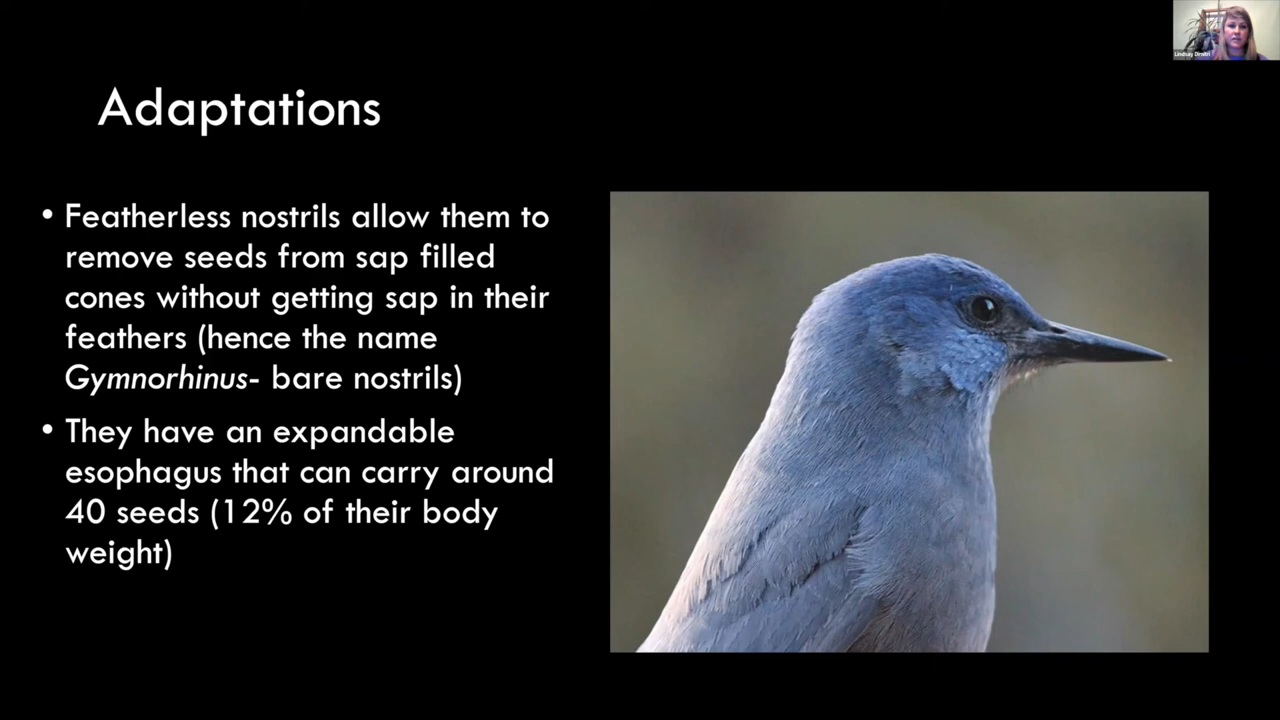 Lindsay Dimitri
Adaptations
• Featherless nostrils allow them to
remove seeds from sap filled
cones without getting sap in their
feathers (hence the name
Gymnorhinus- bare nostrils)
• They have an expandable
esophagus that can carry around
40 seeds (12% of their body
weight)